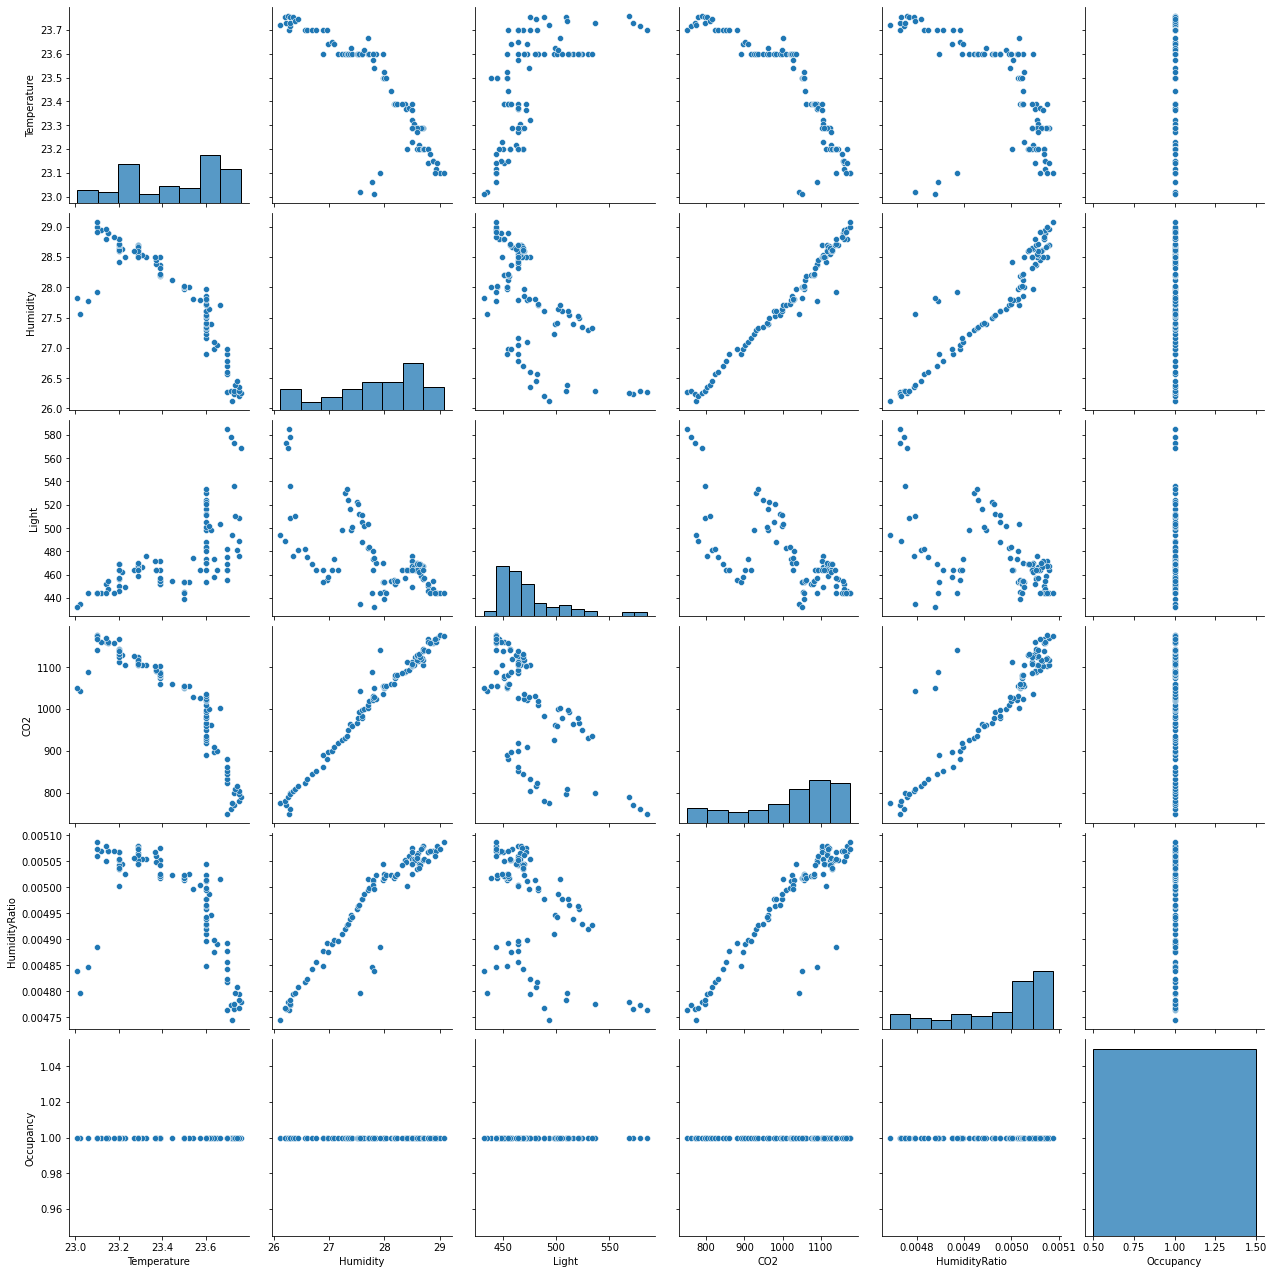 23.7
23.6
23.5
23.4
23.3
23.2
23.1
23.0
Temperature
29.0
28.5
28.0
27.5
27.0
26.5
26.0
Humidity
580
560
540
520
500
480
460
440
Light
1100
1000
900
800
CO2
0.00510
0.00505
0.00500
0.00495
0.00490
0.00485
0.00480
0.00475
HumidityRatio
1.04
1.02
1.00
0.98
0.96
Occupancy
23.0 23.2 23.4 23.6
Temperature
26 27 28 29
Humidity
450 500 550
Light
800 900 1000 1100
CO2
0.0048 0.0049 0.0050 0.0051
HumidityRatio
0.50 0.75 1.00 1.25 1.50
Occupancy